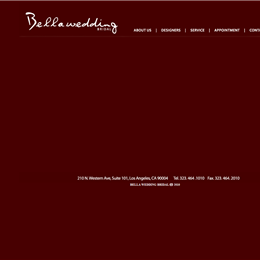 Bellawedding
BRIDAL
ABOUT US | DESIGNERS | SERVICE | APPOINTMENT | CONT
210 N. Western Ave, Suite 101, Los Angeles, CA 90004 Tel. 323. 464. 1010 Fax. 323. 464. 2010
BELLA WEDDING BRIDAL